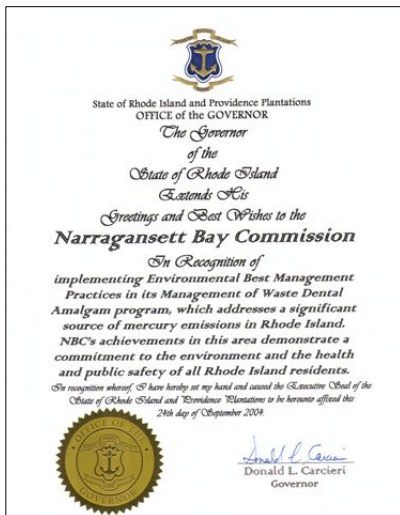 State of Rhode Island and Providence Plantations
OFFICE of the GOVERNOR
The Governor
of the
State of Rhode Island
Extends His
Greetings and Best Wishes to the
Narragansett Bay Commission
In Recognition of
implementing Environmental Best Management
Practices in its Management of Waste Dental
Amalgam program, which addresses a significant
source of mercury emissions in Rhode Island.
NBC's achievements in this area demonstrate a
commitment to the environment and the health
and public safety of all Rhode Island residents.
In recognition whereof, I have hereby set my hand and caused the Executive Seal of the
State of Rhode Island and Providence Plantations to be hereunto affixed this
24th day of September 2004.
OFFICE OF THE
GOVERNOR
Donald L. Carcieri
Donald L. Carcieri
Governor